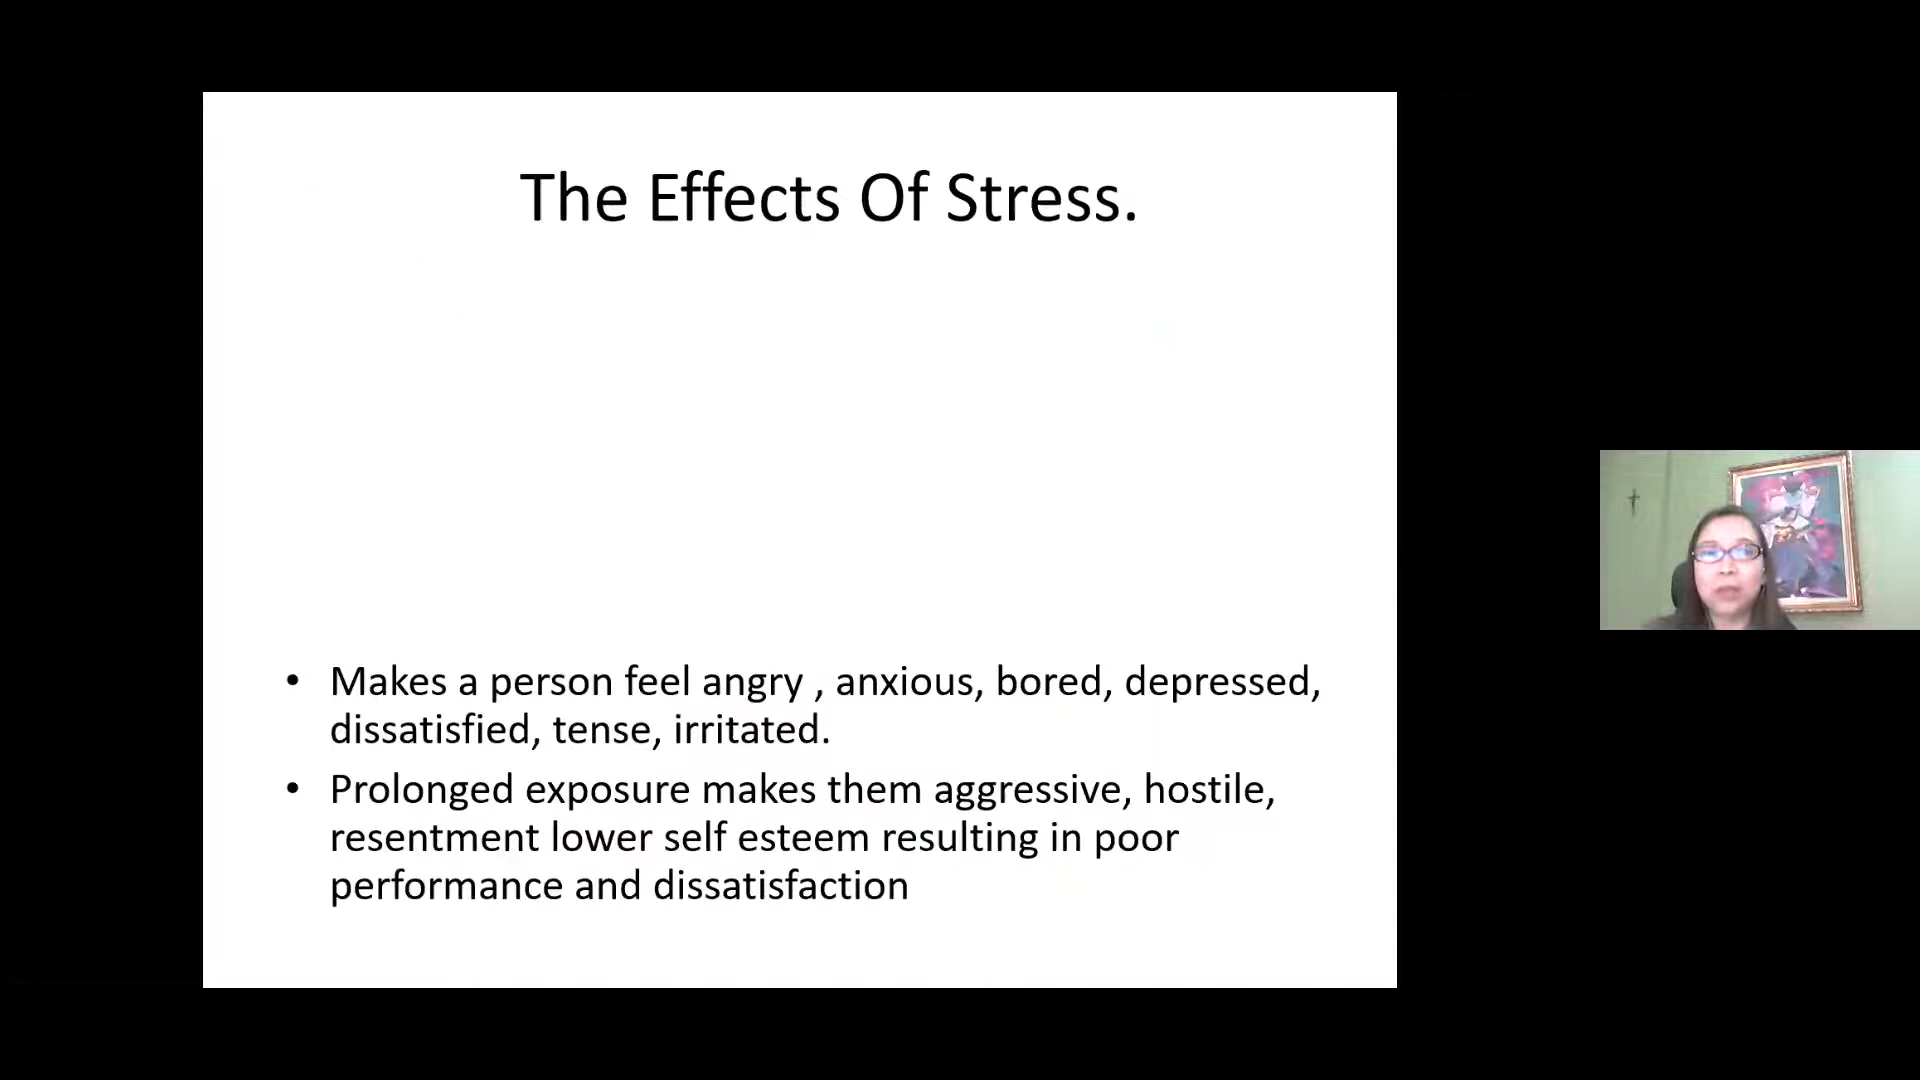 The Effects Of Stress.
• Makes a person feel angry , anxious, bored, depressed,
dissatisfied, tense, irritated.
• Prolonged exposure makes them aggressive, hostile,
resentment lower self esteem resulting in poor
performance and dissatisfaction